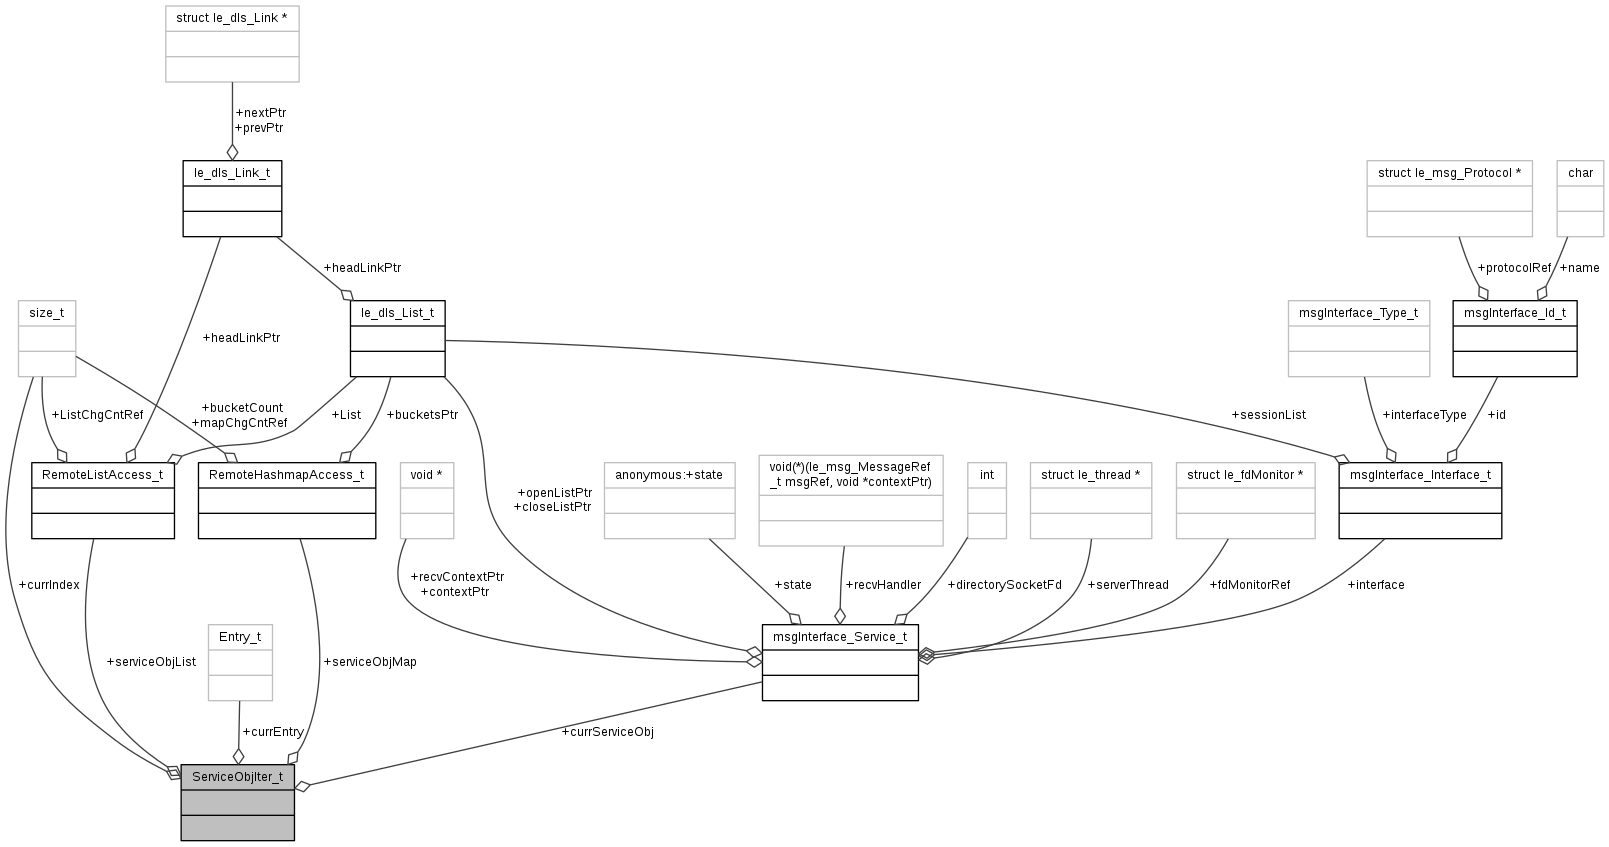 struct le_dls_Link *
+nextPtr
+prevPtr
le_dls_Link_t
struct le_msg_Protocol *
char
+headLinkPtr
+protocolRef
+name
size_t
le_dls_List_t
msgInterface_Type_t
msgInterface_Id_t
+headLinkPtr
+ListChgCntRef
+bucketCount
+mapChgCntRef
+List
+bucketsPtr
+sessionList
+interfaceType
+id
RemoteListAccess_t
RemoteHashmapAccess_t
void *
+openListPtr
+closeListPtr
anonymous:+state
void(*)(le_msg_MessageRef
_t msgRef, void *contextPtr)
int
struct le_thread *
struct le_fdMonitor *
msgInterface_Interface_t
+currIndex
+recvContextPtr
+contextPtr
+state
+recvHandler
+directorySocketFd
+serverThread
+fdMonitorRef
+interface
Entry_t
msgInterface_Service_t
+serviceObjList
+serviceObjMap
+currEntry
+currServiceObj
ServiceObjIter_t